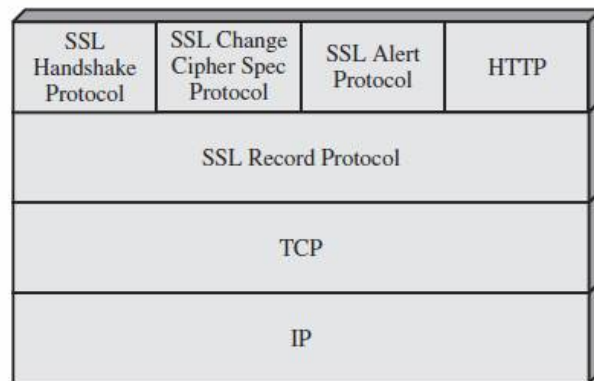 SSL
Handshake
Protocol
SSL Change
Cipher Spec
Protocol
SSL Alert
Protocol
HTTP
SSL Record Protocol
TCP
IP